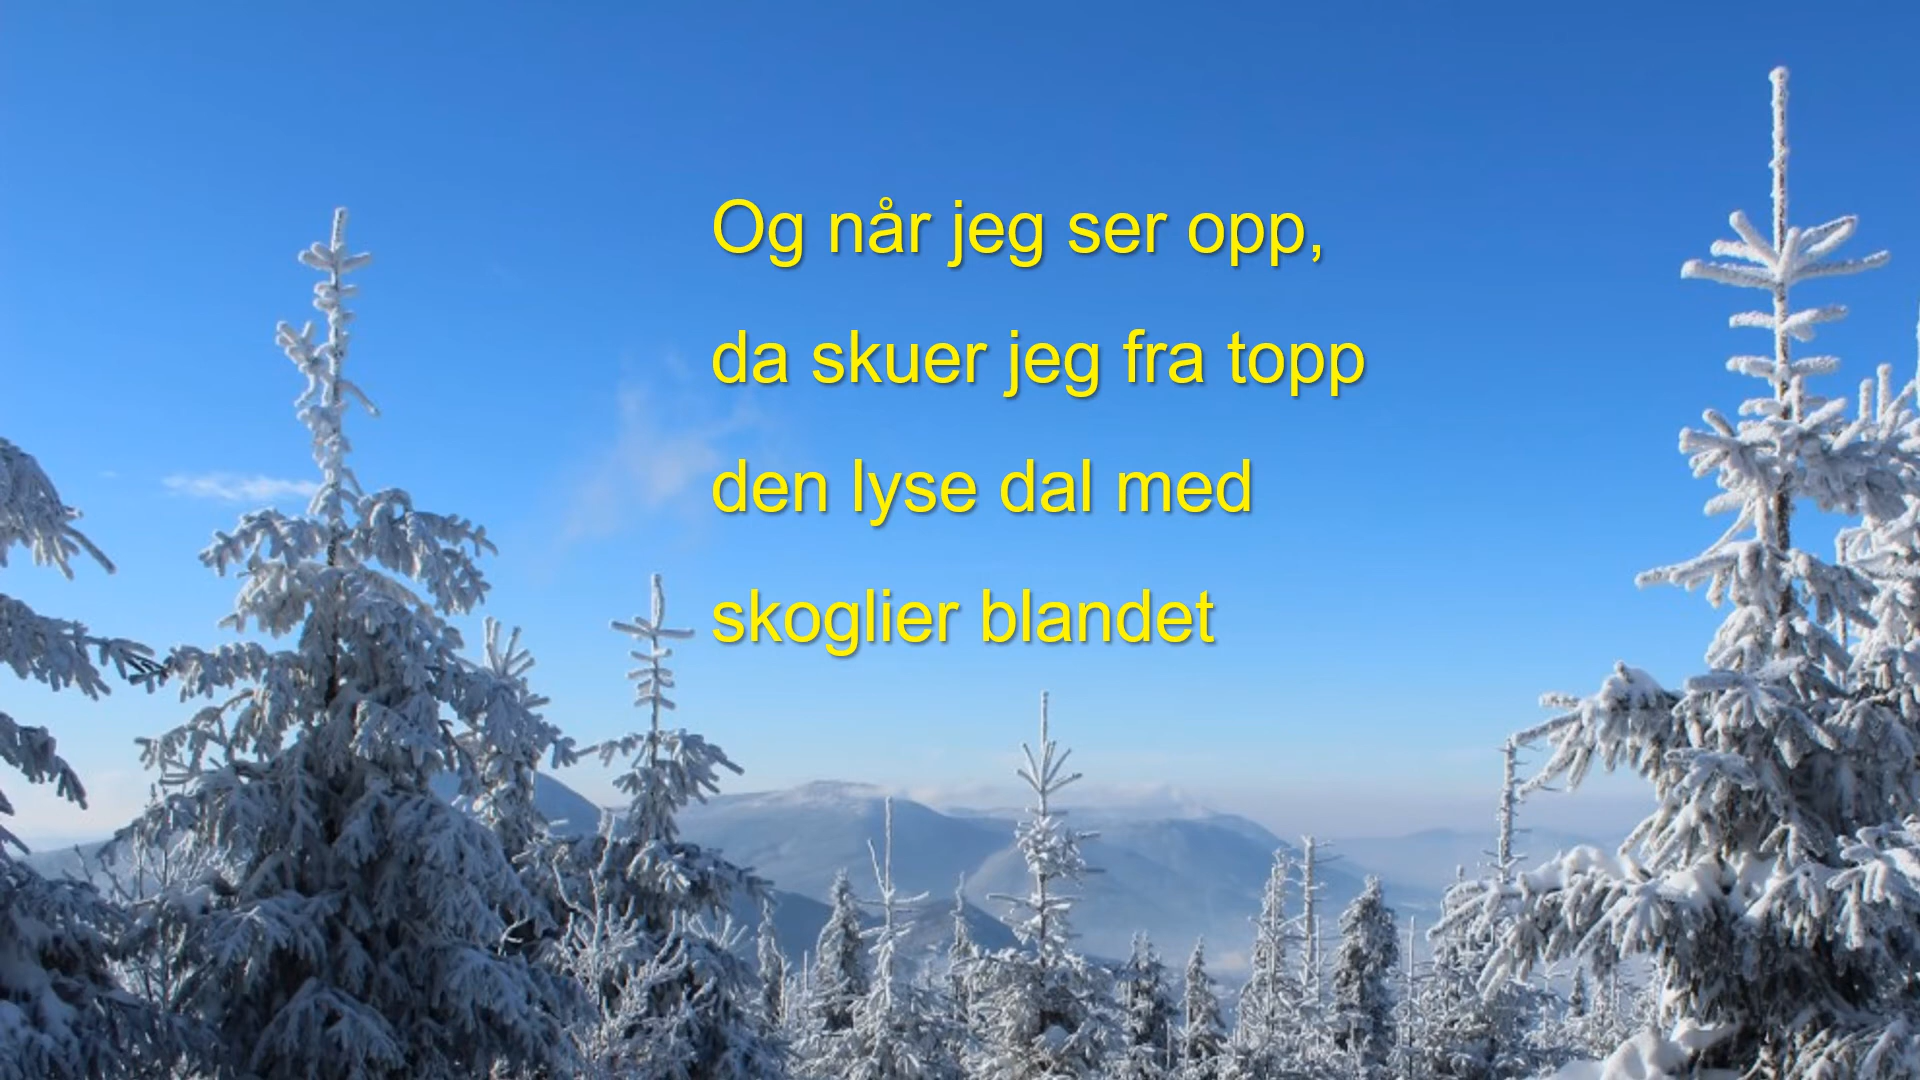 Og når jeg ser opp,
da skuer jeg fra topp
den lyse dal med
skoglier blandet